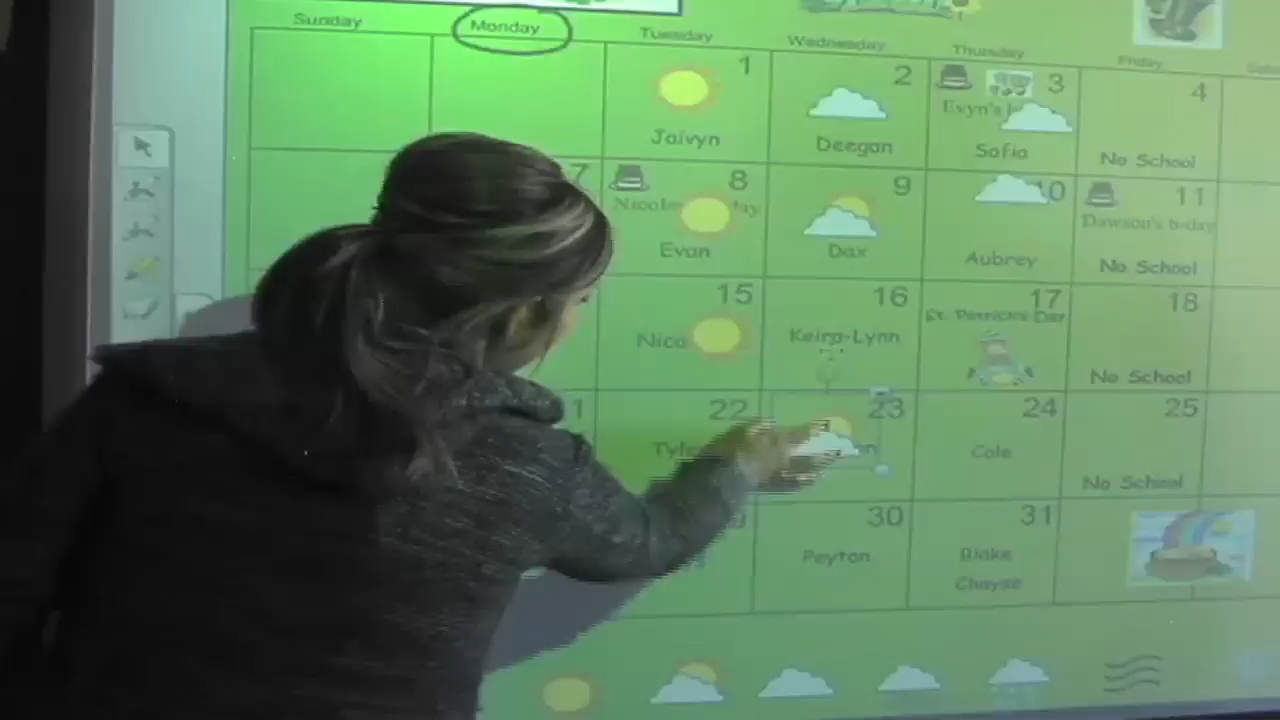 Sunday Monday Tuesday Wednesday Thursday Friday
1 2 3 4
Evyn's
Jaivyn Deegan Sofia No School
7 8 9 10 11
Dawson's b-day
Evan Dax Aubrey No School
15 16 17 18
St. Patrick's Day
Nico Keira-Lynn No School
22 23 24 25
Cole No School
30 31
Peyton Blake
Chayse